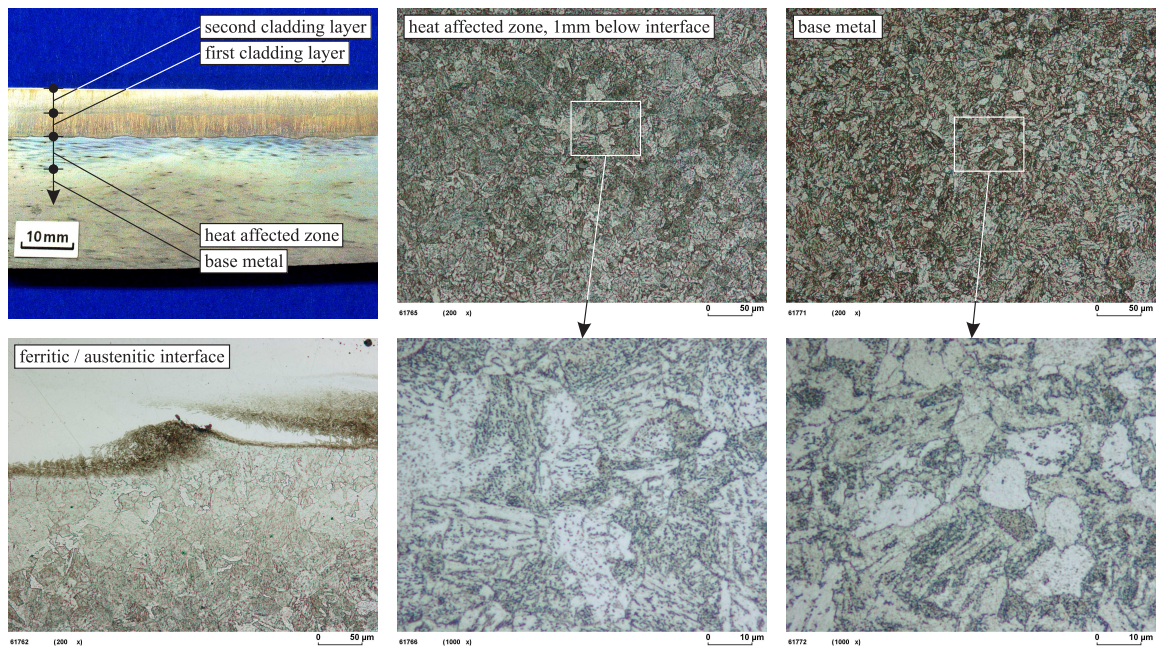 second cladding layer
first cladding layer
10mm
heat affected zone
base metal
heat affected zone, 1mm below interface
61765 (200 x)
0 50 µm
base metal
61771 (200 x)
0 50 µm
ferritic / austenitic interface
61762 (200 x)
0 50 µm
61766 (1000 x)
0 10 µm
61772 (1000 x)
0 10 µm